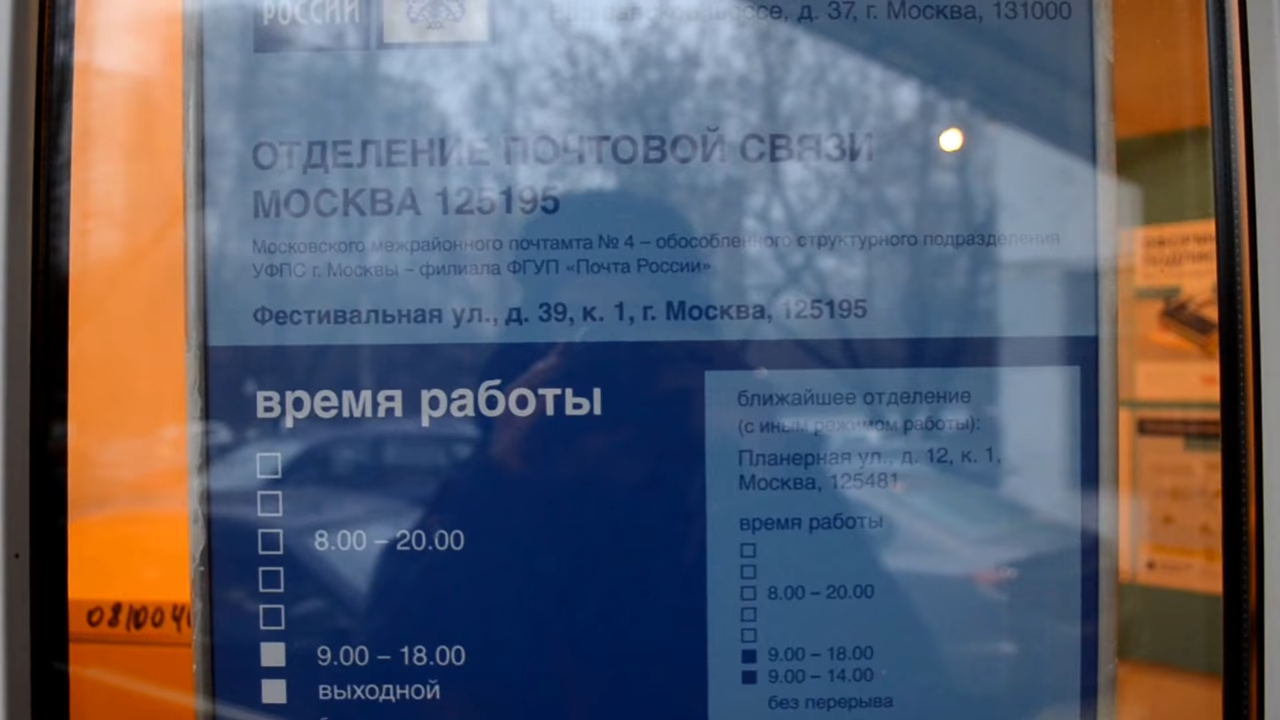 РОССИИ
д. 37, г. Москва, 131000
ОТДЕЛЕНИЕ ПОЧТОВОЙ СВЯЗИ
МОСКВА 125195
Московского межрайонного почтамта № 4 – обособленного структурного подразделения
УФПС г. Москвы – филиала ФГУП «Почта России»
Фестивальная ул., д. 39, к. 1, г. Москва, 125195
время работы
8.00 – 20.00
9.00 – 18.00
выходной
ближайшее отделение
(с иным режимом работы):
Планерная ул., д. 12, к. 1,
Москва, 125481
время работы
8.00 – 20.00
9.00 – 18.00
9.00 – 14.00
без перерыва